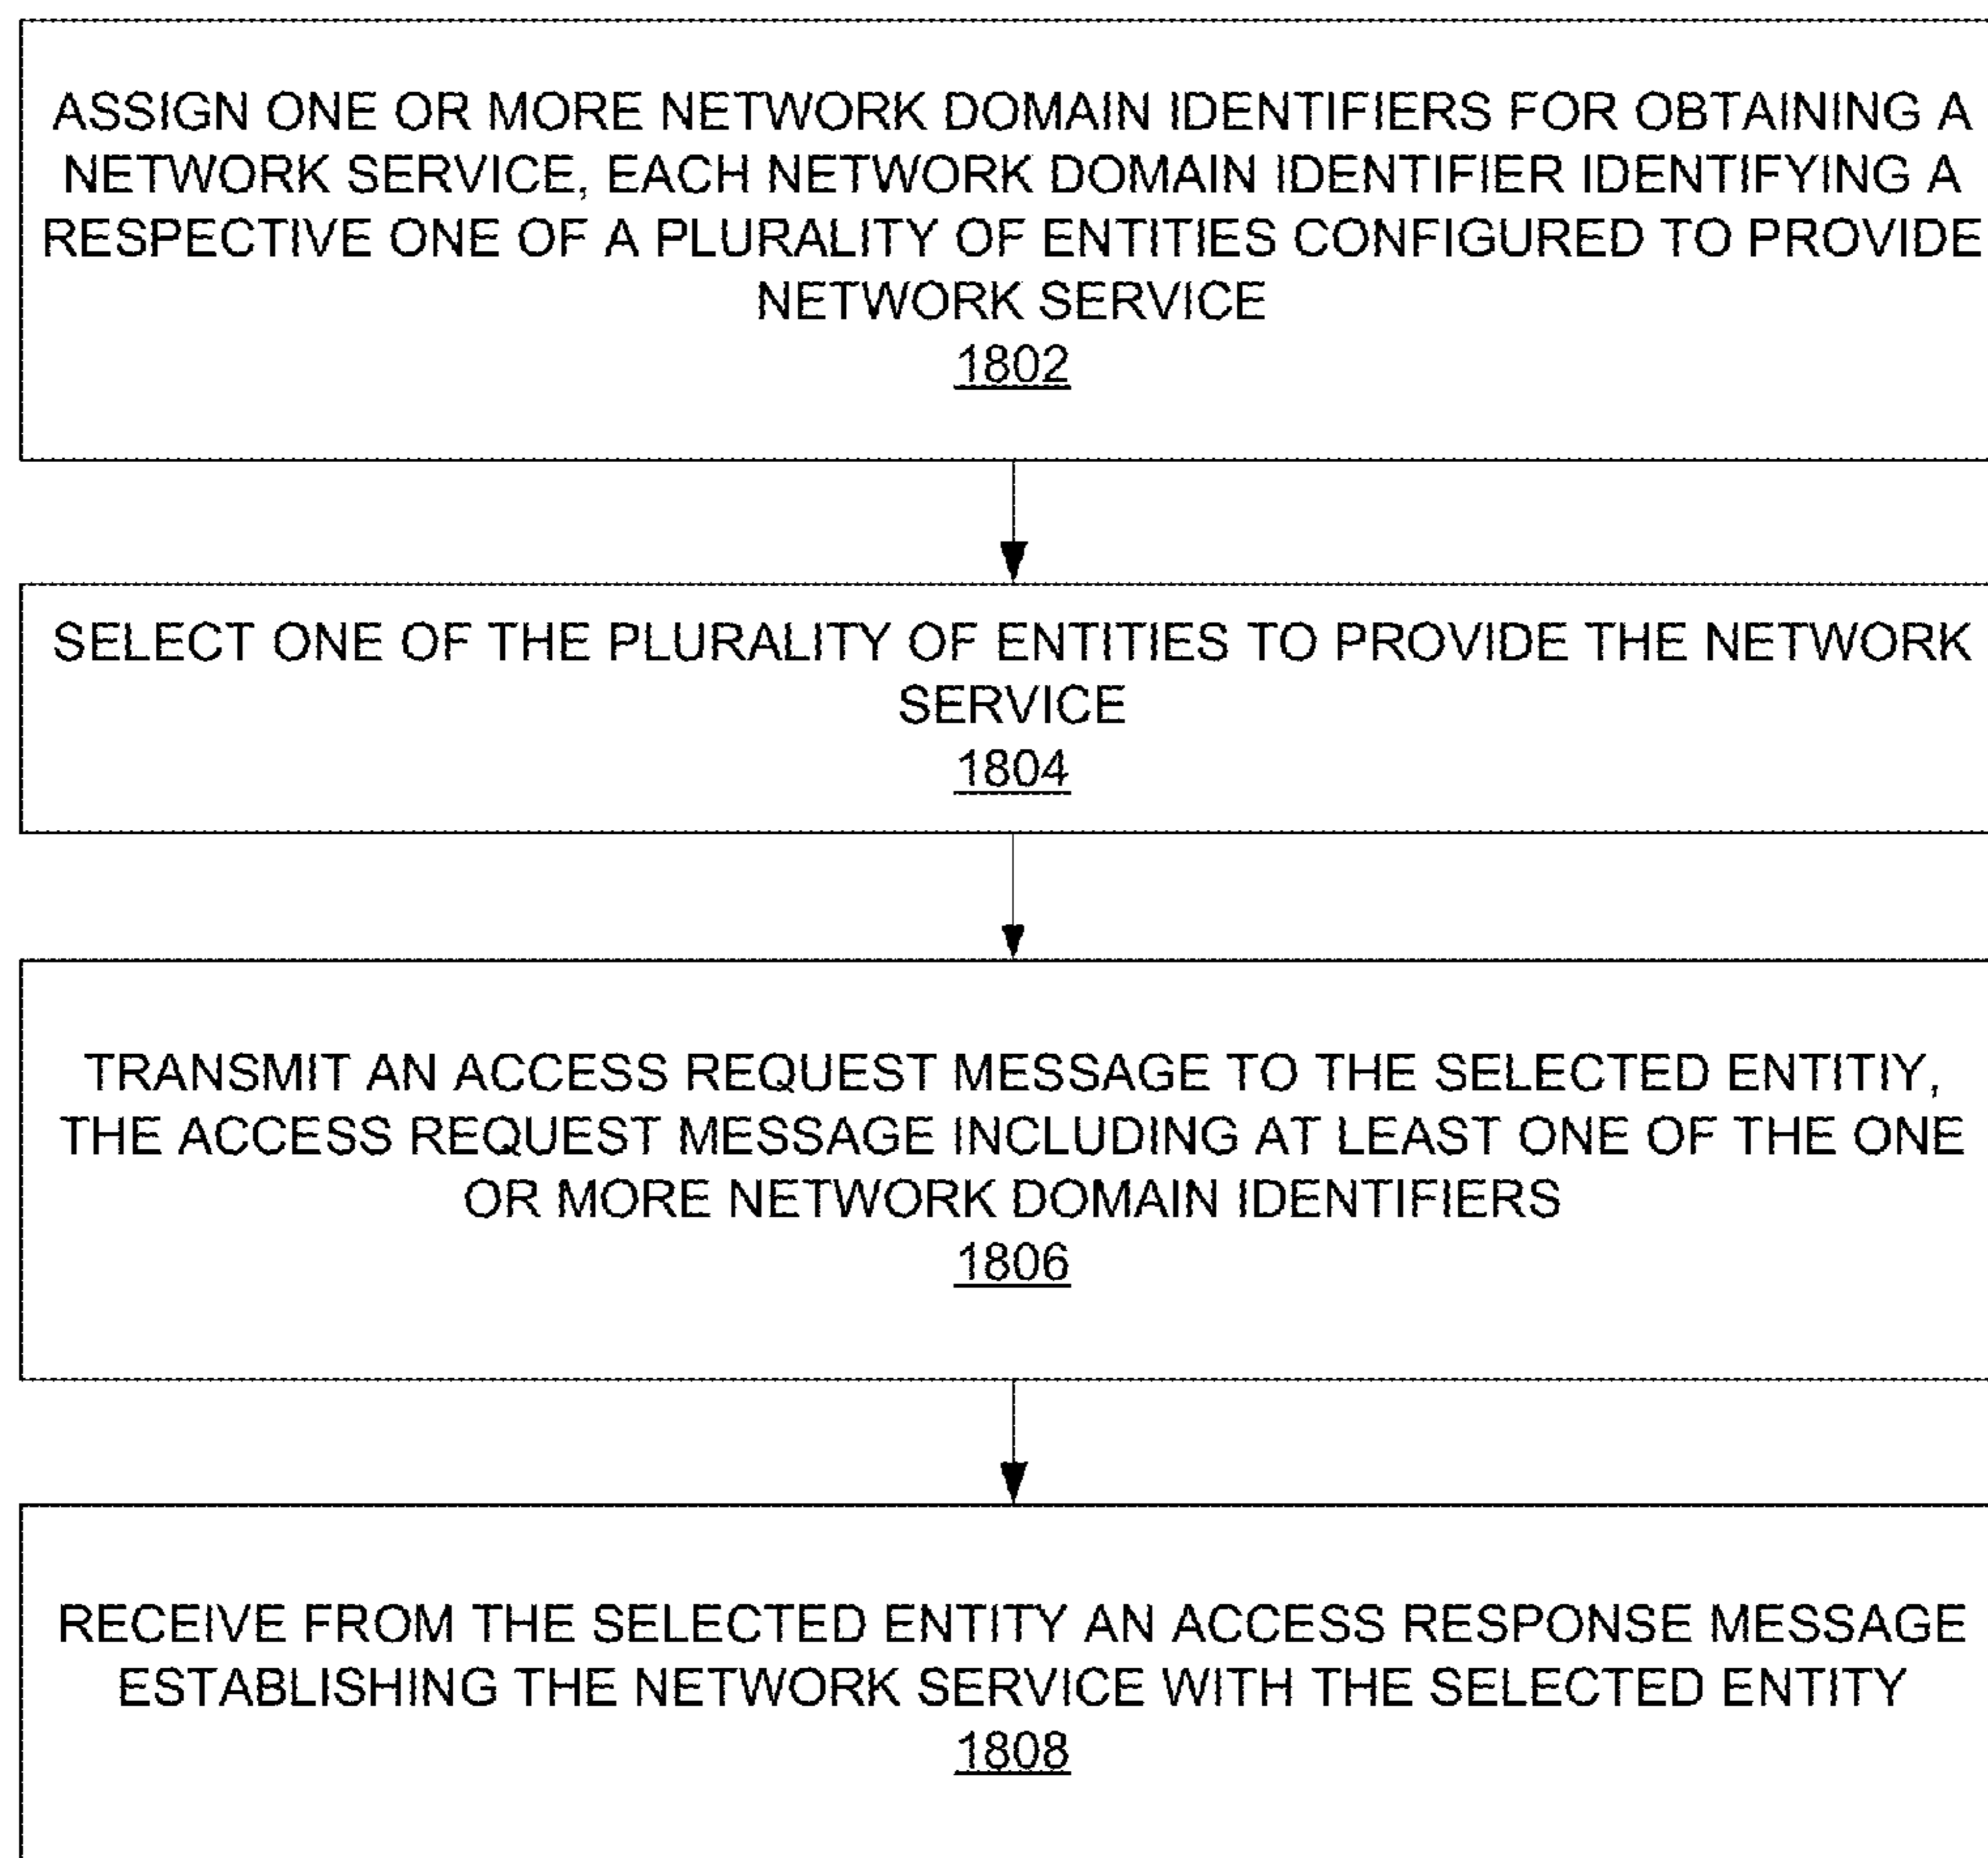 ASSIGN ONE OR MORE NETWORK DOMAIN IDENTIFIERS FOR OBTAINING A
NETWORK SERVICE, EACH NETWORK DOMAIN IDENTIFIER IDENTIFYING A
RESPECTIVE ONE OF A PLURALITY OF ENTITIES CONFIGURED TO PROVIDE
NETWORK SERVICE
1802
SELECT ONE OF THE PLURALITY OF ENTITIES TO PROVIDE THE NETWORK
SERVICE
1804
TRANSMIT AN ACCESS REQUEST MESSAGE TO THE SELECTED ENTITIY,
THE ACCESS REQUEST MESSAGE INCLUDING AT LEAST ONE OF THE ONE
OR MORE NETWORK DOMAIN IDENTIFIERS
1806
RECEIVE FROM THE SELECTED ENTITY AN ACCESS RESPONSE MESSAGE
ESTABLISHING THE NETWORK SERVICE WITH THE SELECTED ENTITY
1808